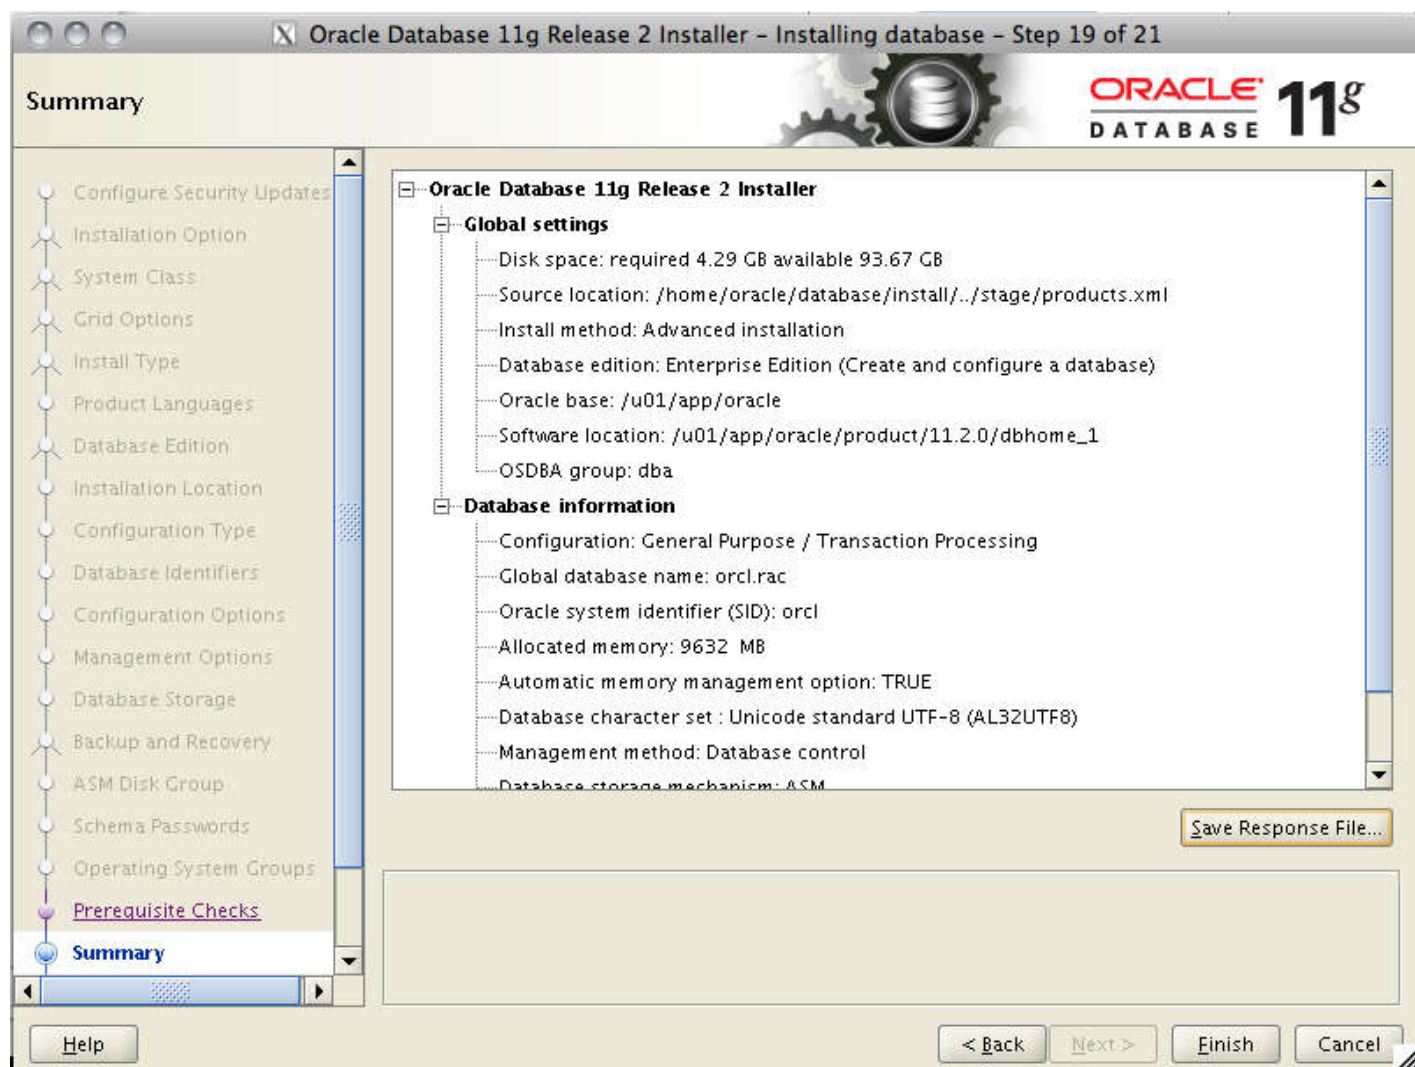 X Oracle Database 11g Release 2 Installer - Installing database - Step 19 of 21
Summary
ORACLE
DATABASE
11g
Configure Security Updates
Installation Option
System Class
Grid Options
Install Type
Product Languages
Database Edition
Installation Location
Configuration Type
Database Identifiers
Configuration Options
Management Options
Database Storage
Backup and Recovery
ASM Disk Group
Schema Passwords
Operating System Groups
Prerequisite Checks
Summary
Oracle Database 11g Release 2 Installer
Global settings
Disk space: required 4.29 GB available 93.67 GB
Source location: /home/oracle/database/install/../stage/products.xml
Install method: Advanced installation
Database edition: Enterprise Edition (Create and configure a database)
Oracle base: /u01/app/oracle
Software location: /u01/app/oracle/product/11.2.0/dbhome_1
OSDBA group: dba
Database information
Configuration: General Purpose / Transaction Processing
Global database name: orcl.rac
Oracle system identifier (SID): orcl
Allocated memory: 9632 MB
Automatic memory management option: TRUE
Database character set : Unicode standard UTF-8 (AL32UTF8)
Management method: Database control
Database storage mechanism: ASM
Save Response File...
Help
< Back
Next >
Finish
Cancel